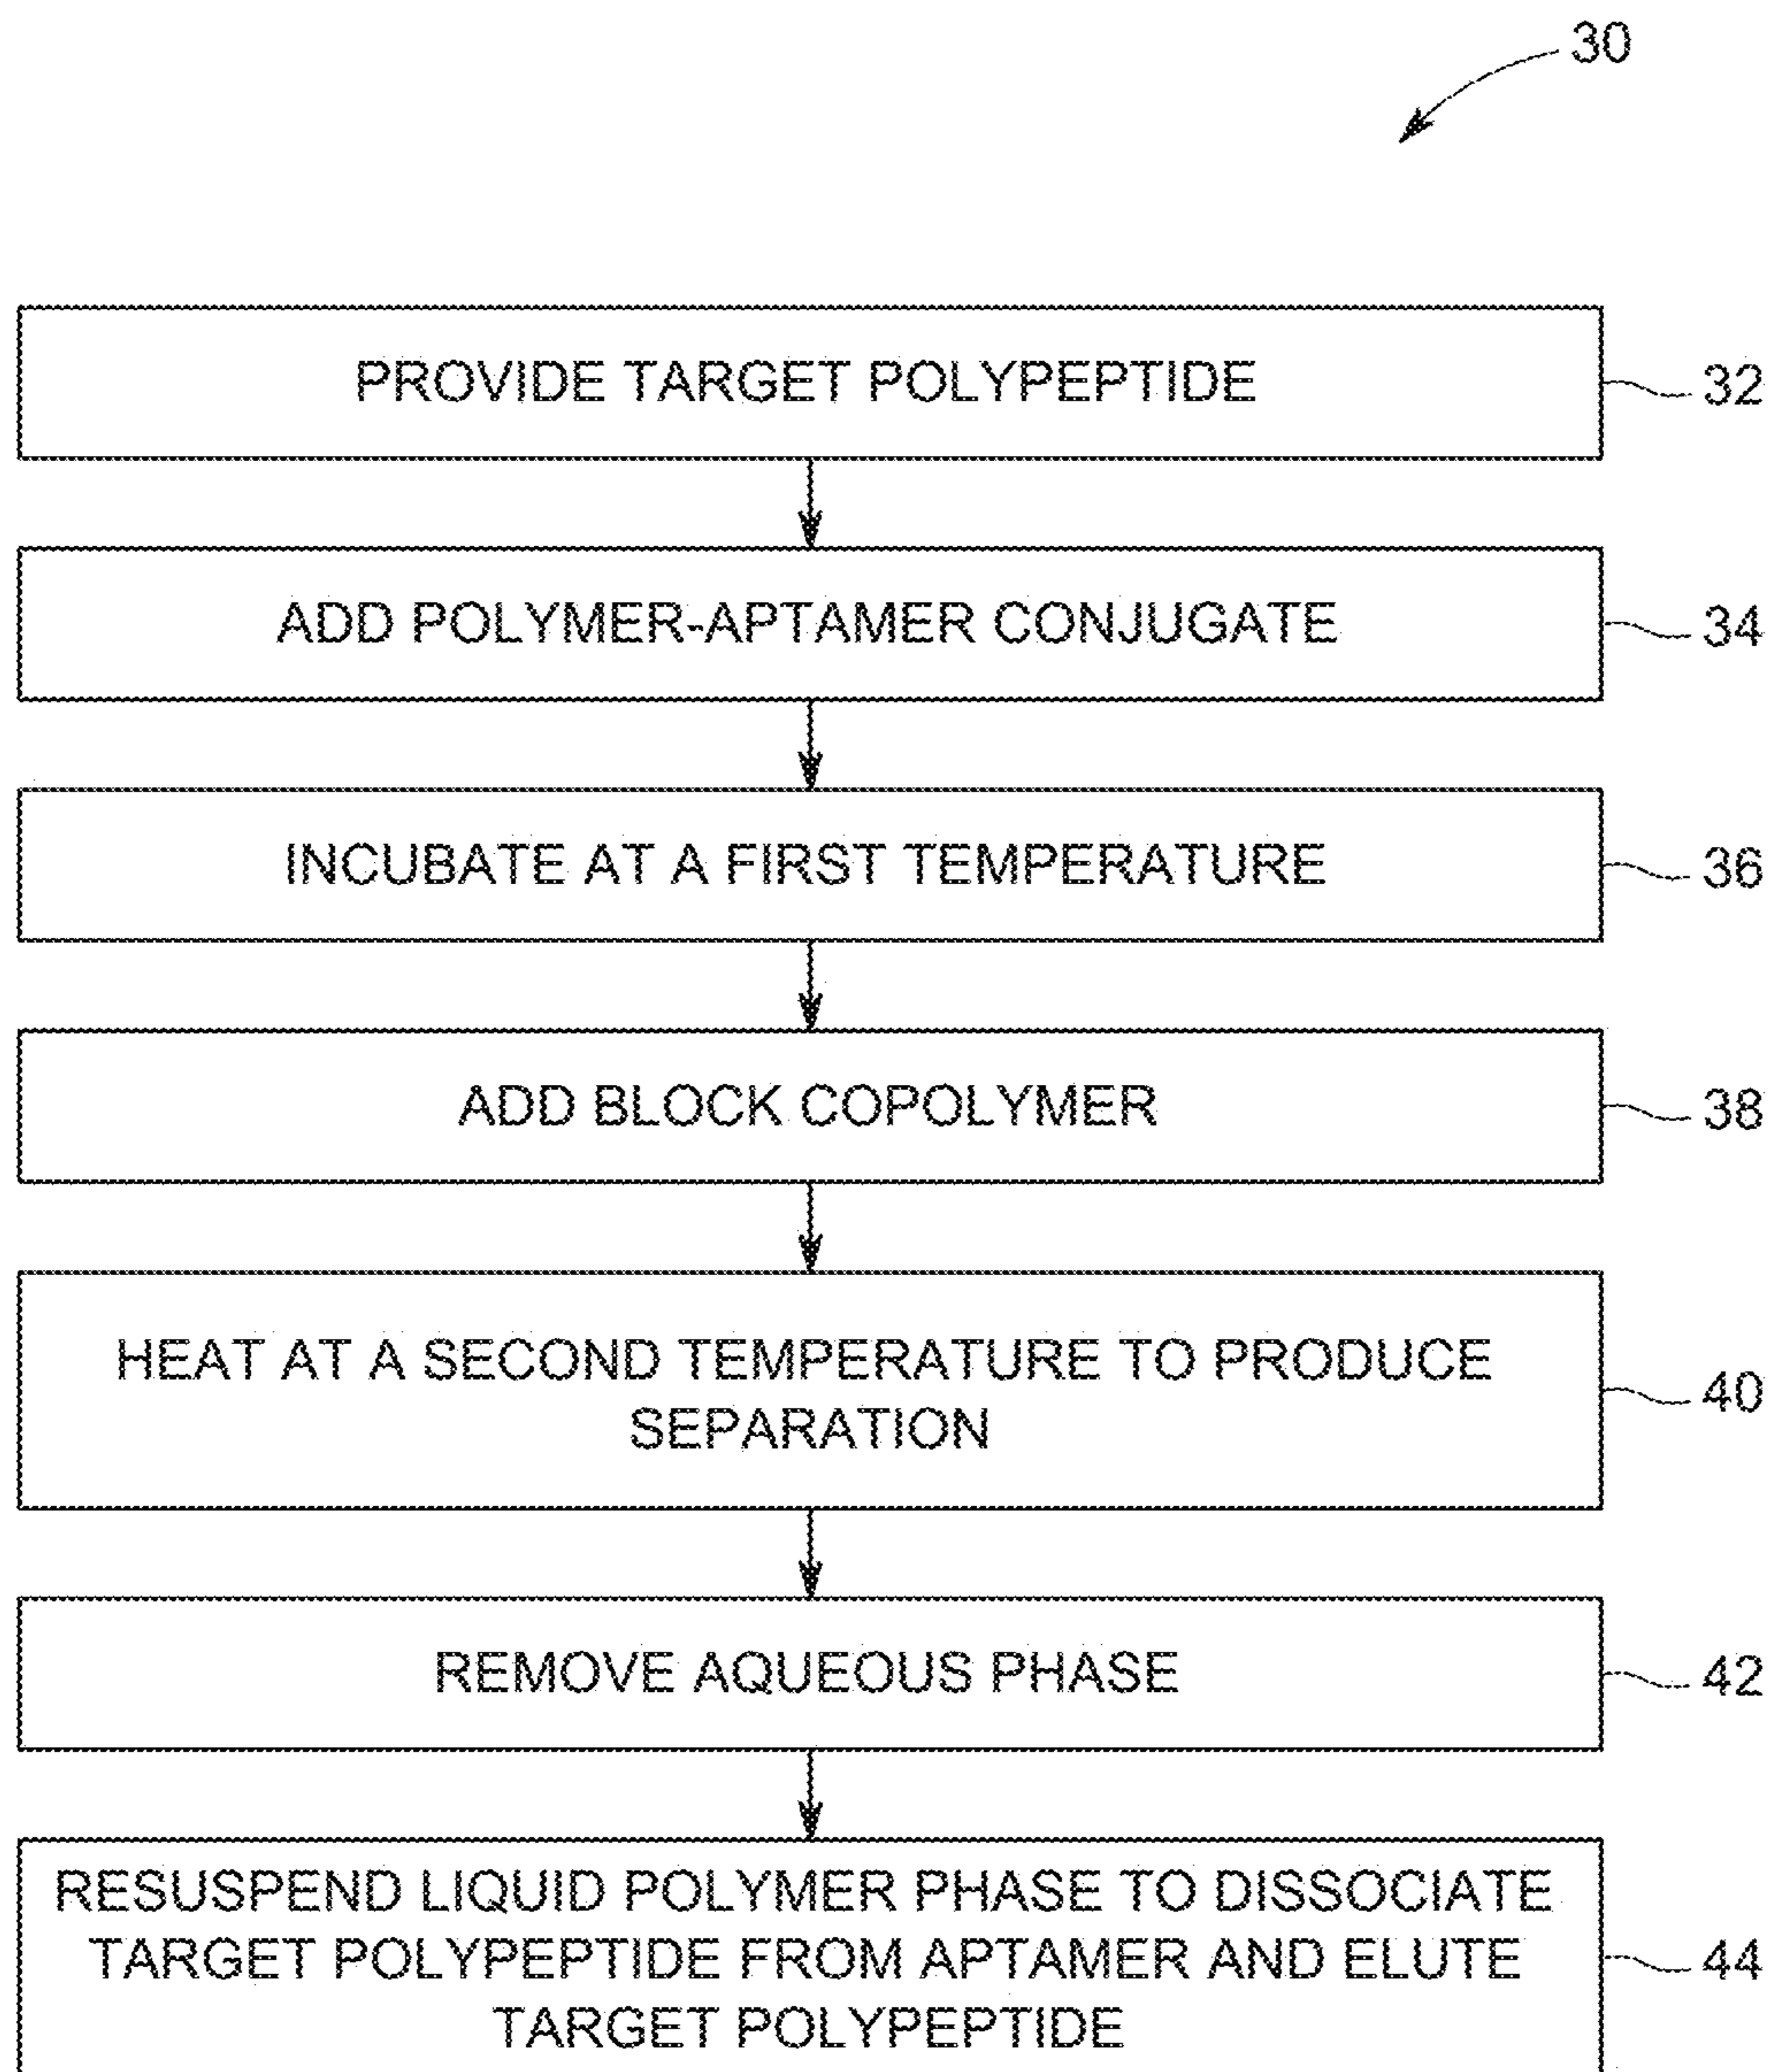 30
PROVIDE TARGET POLYPEPTIDE
32
ADD POLYMER-APTAMER CONJUGATE
34
INCUBATE AT A FIRST TEMPERATURE
36
ADD BLOCK COPOLYMER
38
HEAT AT A SECOND TEMPERATURE TO PRODUCE
SEPARATION
40
REMOVE AQUEOUS PHASE
42
RESUSPEND LIQUID POLYMER PHASE TO DISSOCIATE
TARGET POLYPEPTIDE FROM APTAMER AND ELUTE
TARGET POLYPEPTIDE
44